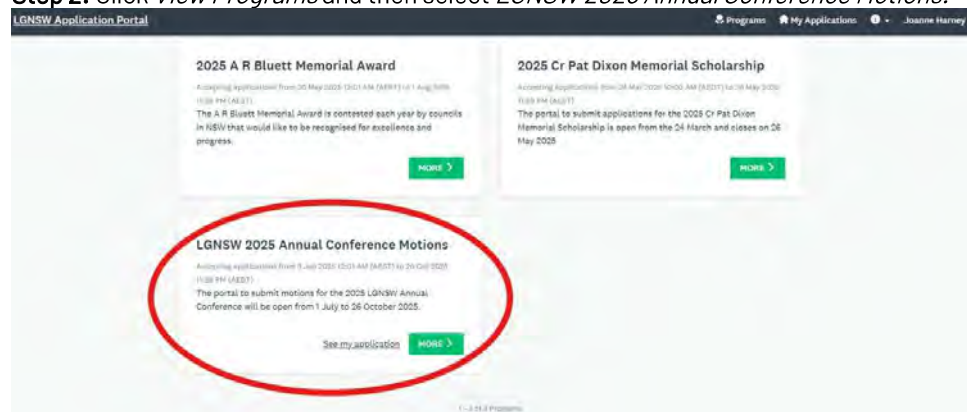 Step 2: Click View Programs and then select LGNSW 2025 Annual Conference Motions.
LGNSW Application Portal
Programs My Applications Joanne Harney
2025 A R Bluett Memorial Award
The A R Bluett Memorial Award is contested each year by councils
in NSW that would like to be recognised for excellence and
progress.
MORE >
2025 Cr Pat Dixon Memorial Scholarship
The portal to submit applications for the 2025 Cr Pat Dixon
Memorial Scholarship is open from the 24 March and closes on 26
May 2025
MORE >
LGNSW 2025 Annual Conference Motions
The portal to submit motions for the 2025 LGNSW Annual
Conference will be open from 1 July to 26 October 2025.
See my application MORE >